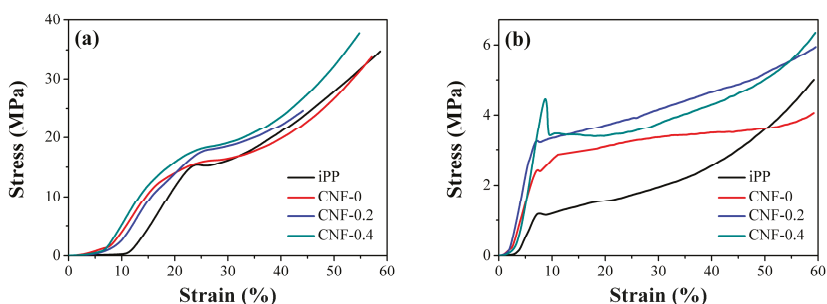 (a)
40
30
20
10
0
Stress (MPa)
iPP
CNF-0
CNF-0.2
CNF-0.4
0 10 20 30 40 50 60
Strain (%)
(b)
6
4
2
0
Stress (MPa)
iPP
CNF-0
CNF-0.2
CNF-0.4
0 10 20 30 40 50 60
Strain (%)